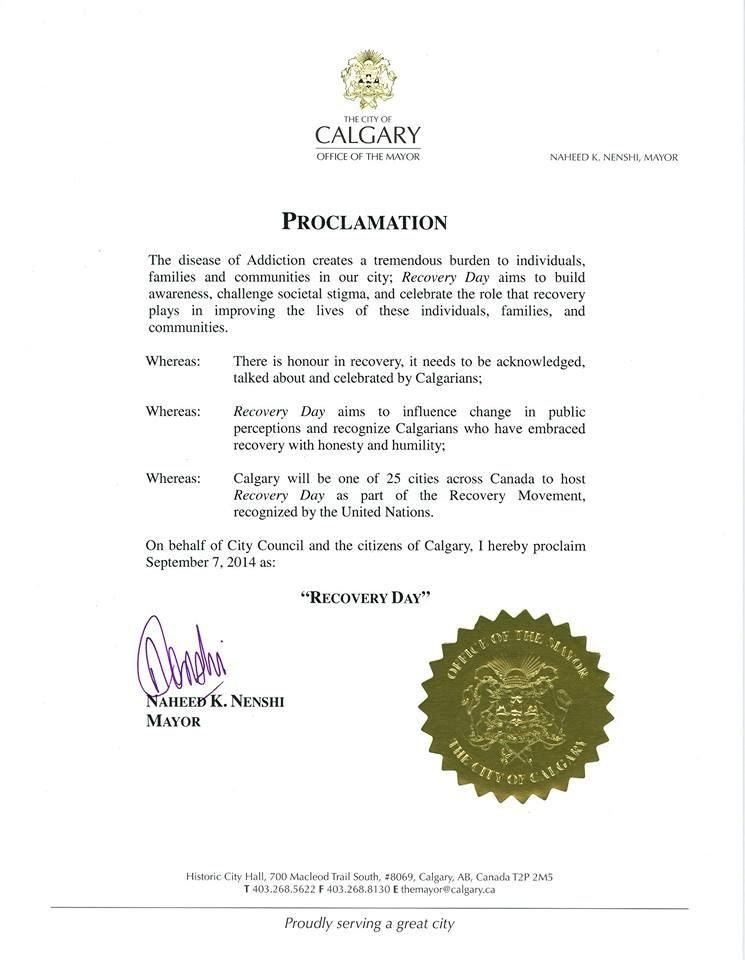 THE CITY OF
CALGARY
OFFICE OF THE MAYOR
NAHEED K. NENSHI, MAYOR
PROCLAMATION
The disease of Addiction creates a tremendous burden to individuals,
families and communities in our city; Recovery Day aims to build
awareness, challenge societal stigma, and celebrate the role that recovery
plays in improving the lives of these individuals, families, and
communities.
Whereas: There is honour in recovery, it needs to be acknowledged,
talked about and celebrated by Calgarians;
Whereas: Recovery Day aims to influence change in public
perceptions and recognize Calgarians who have embraced
recovery with honesty and humility;
Whereas: Calgary will be one of 25 cities across Canada to host
Recovery Day as part of the Recovery Movement,
recognized by the United Nations.
On behalf of City Council and the citizens of Calgary, I hereby proclaim
September 7, 2014 as:
“RECOVERY DAY”
Nenshi
NAHEED K. NENSHI
MAYOR
OFFICE OF THE MAYOR
THE CITY OF CALGARY
Historic City Hall, 700 Macleod Trail South, #8069, Calgary, AB, Canada T2P 2M5
T 403.268.5622 F 403.268.8130 E themayor@calgary.ca
Proudly serving a great city